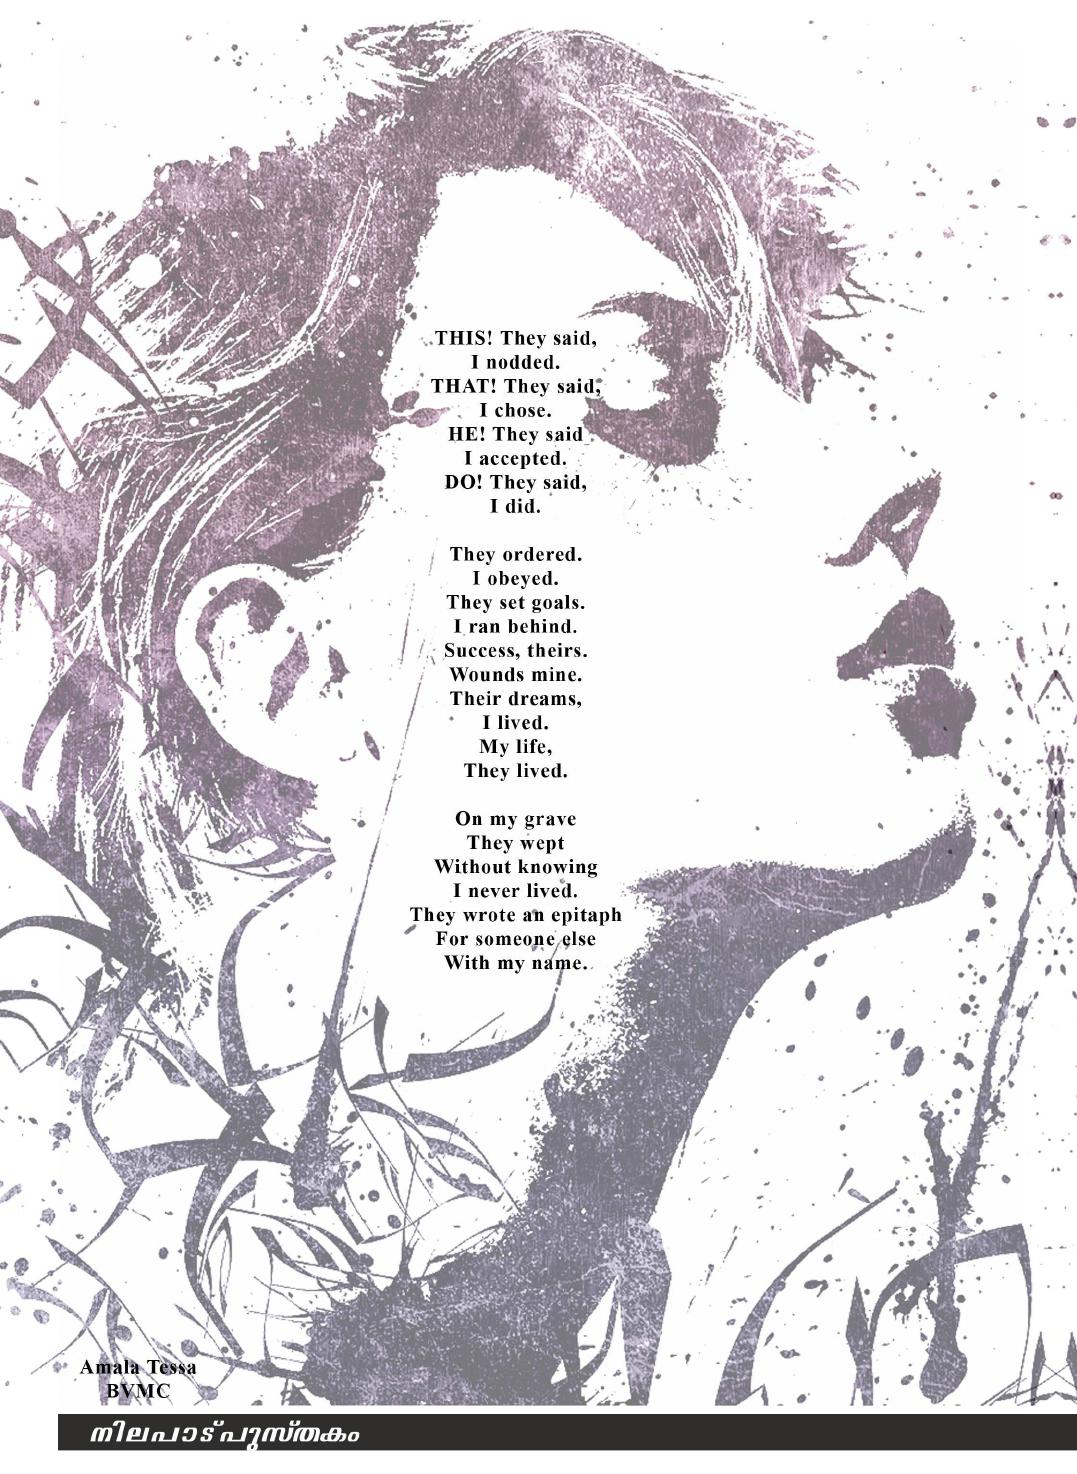 THIS! They said,
I nodded.
THAT! They said,
I chose.
HE! They said
I accepted.
DO! They said,
I did.
They ordered.
I obeyed.
They set goals.
I ran behind.
Success, theirs.
Wounds mine.
Their dreams,
I lived.
My life,
They lived.
On my grave
They wept
Without knowing
I never lived.
They wrote an epitaph
For someone else
With my name.
Amala Tessa
BVMC
നിലപാട് പുസ്തകം